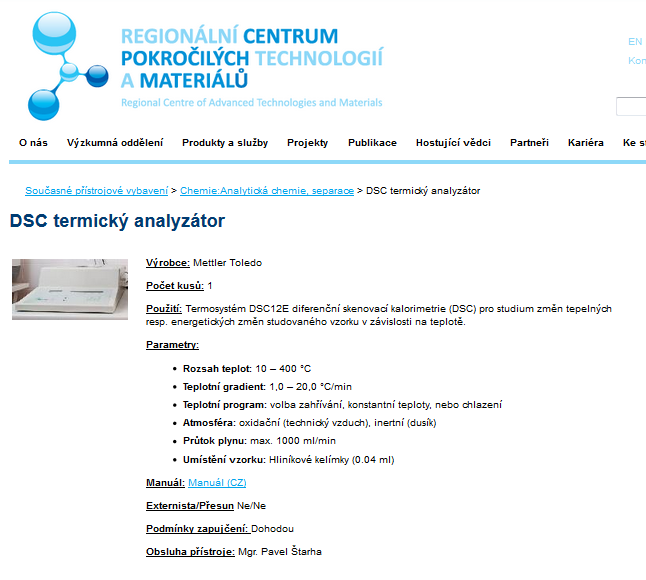 REGIONÁLNÍ CENTRUM
POKROČILÝCH TECHNOLOGIÍ
A MATERIÁLŮ
Regional Centre of Advanced Technologies and Materials
EN
O nás Výzkumná oddělení Produkty a služby Projekty Publikace Hostující vědci Partneři Kariéra Ke
Současné přístrojové vybavení > Chemie:Analytická chemie, separace > DSC termický analyzátor
DSC termický analyzátor
Výrobce: Mettler Toledo
Počet kusů: 1
Použití: Termosystém DSC12E diferenční skenovací kalorimetrie (DSC) pro studium změn tepelných
resp. energetických změn studovaného vzorku v závislosti na teplotě.
Parametry:
• Rozsah teplot: 10 – 400 °C
• Teplotní gradient: 1,0 – 20,0 °C/min
• Teplotní program: volba zahřívání, konstantní teploty, nebo chlazení
• Atmosféra: oxidační (technický vzduch), inertní (dusík)
• Průtok plynu: max. 1000 ml/min
• Umístění vzorku: Hliníkové kelímky (0.04 ml)
Manuál: Manuál (CZ)
Externista/Přesun Ne/Ne
Podmínky zapujčení: Dohodou
Obsluha přístroje: Mgr. Pavel Štarha